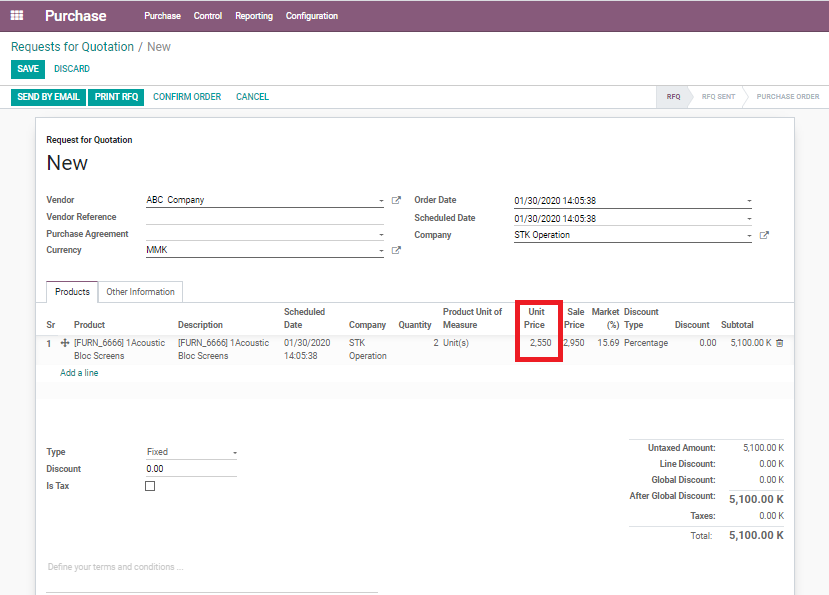 Purchase Purchase Control Reporting Configuration
Requests for Quotation / New
SAVE DISCARD
SEND BY EMAIL PRINT RFQ CONFIRM ORDER CANCEL RFQ RFQ SENT PURCHASE ORDER
Request for Quotation
New
Vendor ABC Company Order Date 01/30/2020 14:05:38
Vendor Reference Scheduled Date 01/30/2020 14:05:38
Purchase Agreement Company STK Operation
Currency MMK
Products Other Information
Scheduled Product Unit of Unit Sale Market Discount
Sr Product Description Date Company Quantity Measure Price Price (%) Type Discount Subtotal
1 [FURN_6666] 1Acoustic [FURN_6666] 1Acoustic 01/30/2020 STK 2 Unit(s) 2,550 2,950 15.69 Percentage 0.00 5,100.00 K
Bloc Screens Bloc Screens 14:05:38 Operation
Add a line
Type Fixed
Discount 0.00
Is Tax
Untaxed Amount: 5,100.00 K
Line Discount: 0.00 K
Global Discount: 0.00 K
After Global Discount: 5,100.00 K
Taxes: 0.00 K
Total: 5,100.00 K
Define your terms and conditions ...